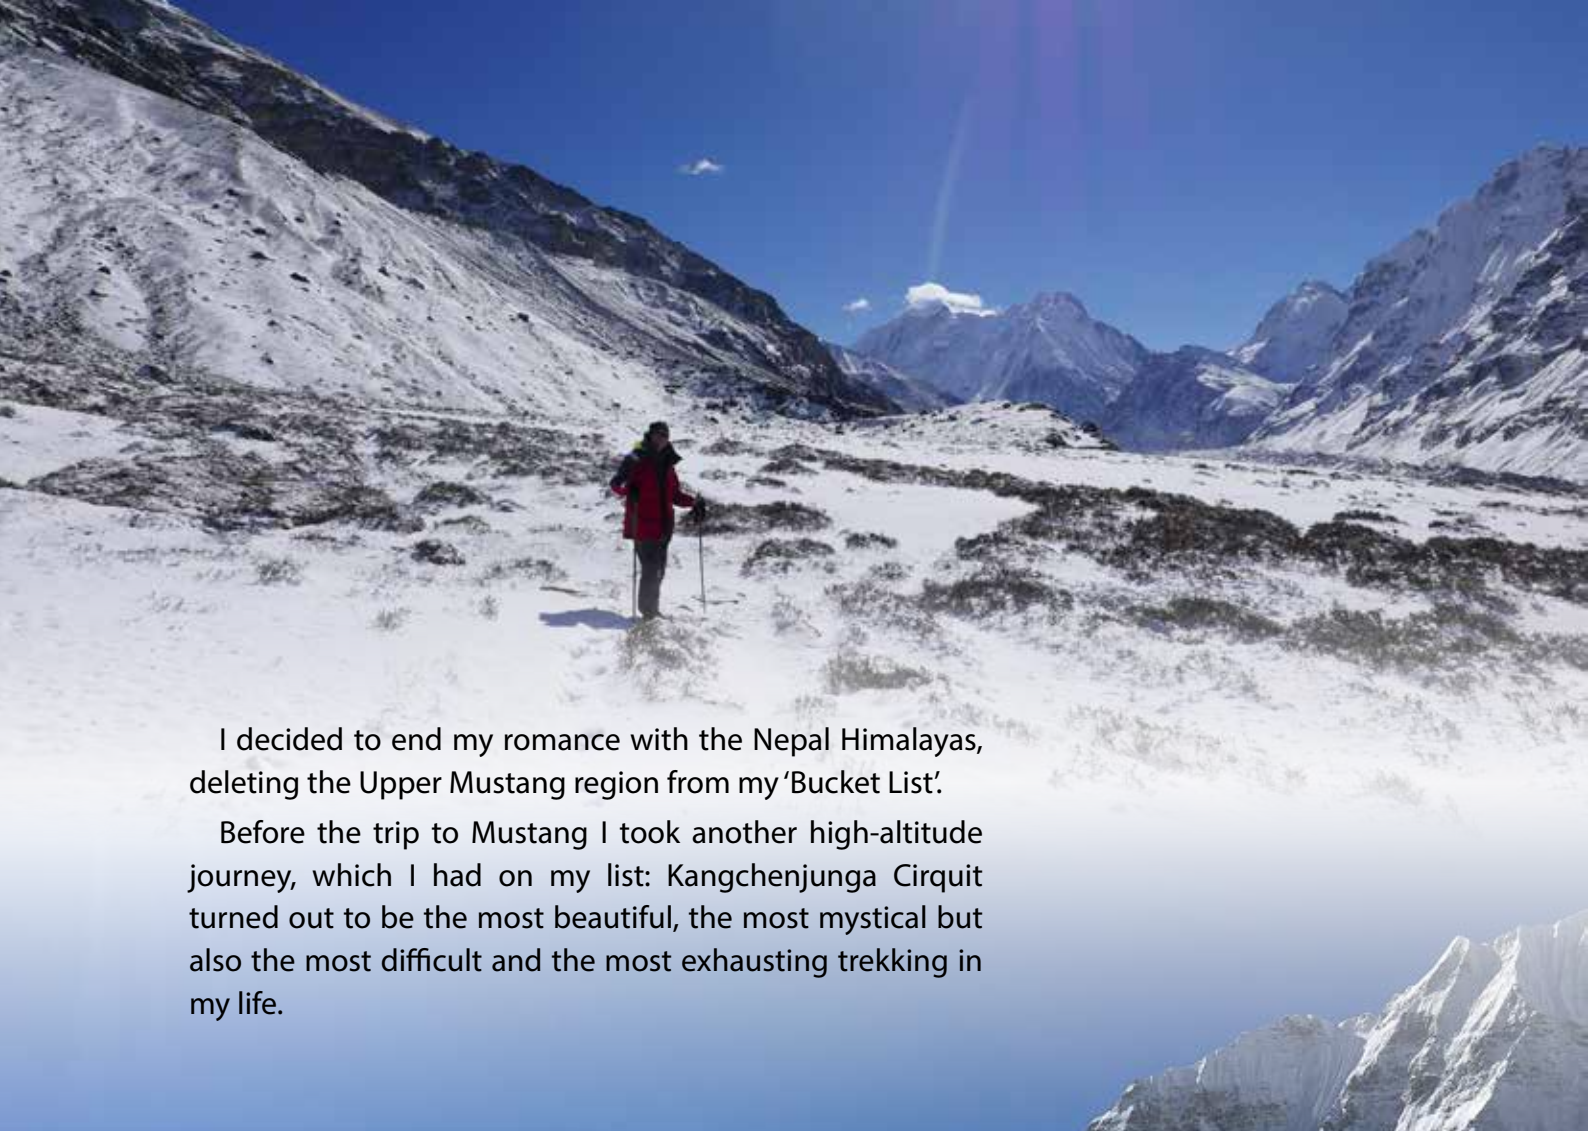 I decided to end my romance with the Nepal Himalayas,
deleting the Upper Mustang region from my ‘Bucket List’.
Before the trip to Mustang I took another high-altitude
journey, which I had on my list: Kangchenjunga Cirquit
turned out to be the most beautiful, the most mystical but
also the most difficult and the most exhausting trekking in
my life.